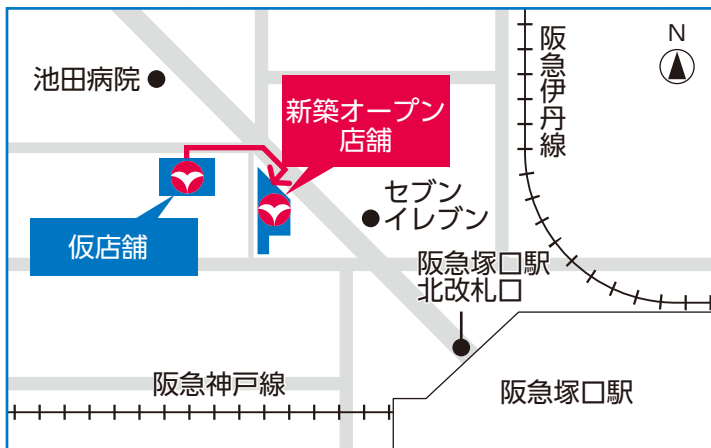 池田病院
新築オープン
店舗
仮店舗
セブン
イレブン
阪急伊丹線
N
阪急塚口駅
北改札口
阪急神戸線
阪急塚口駅